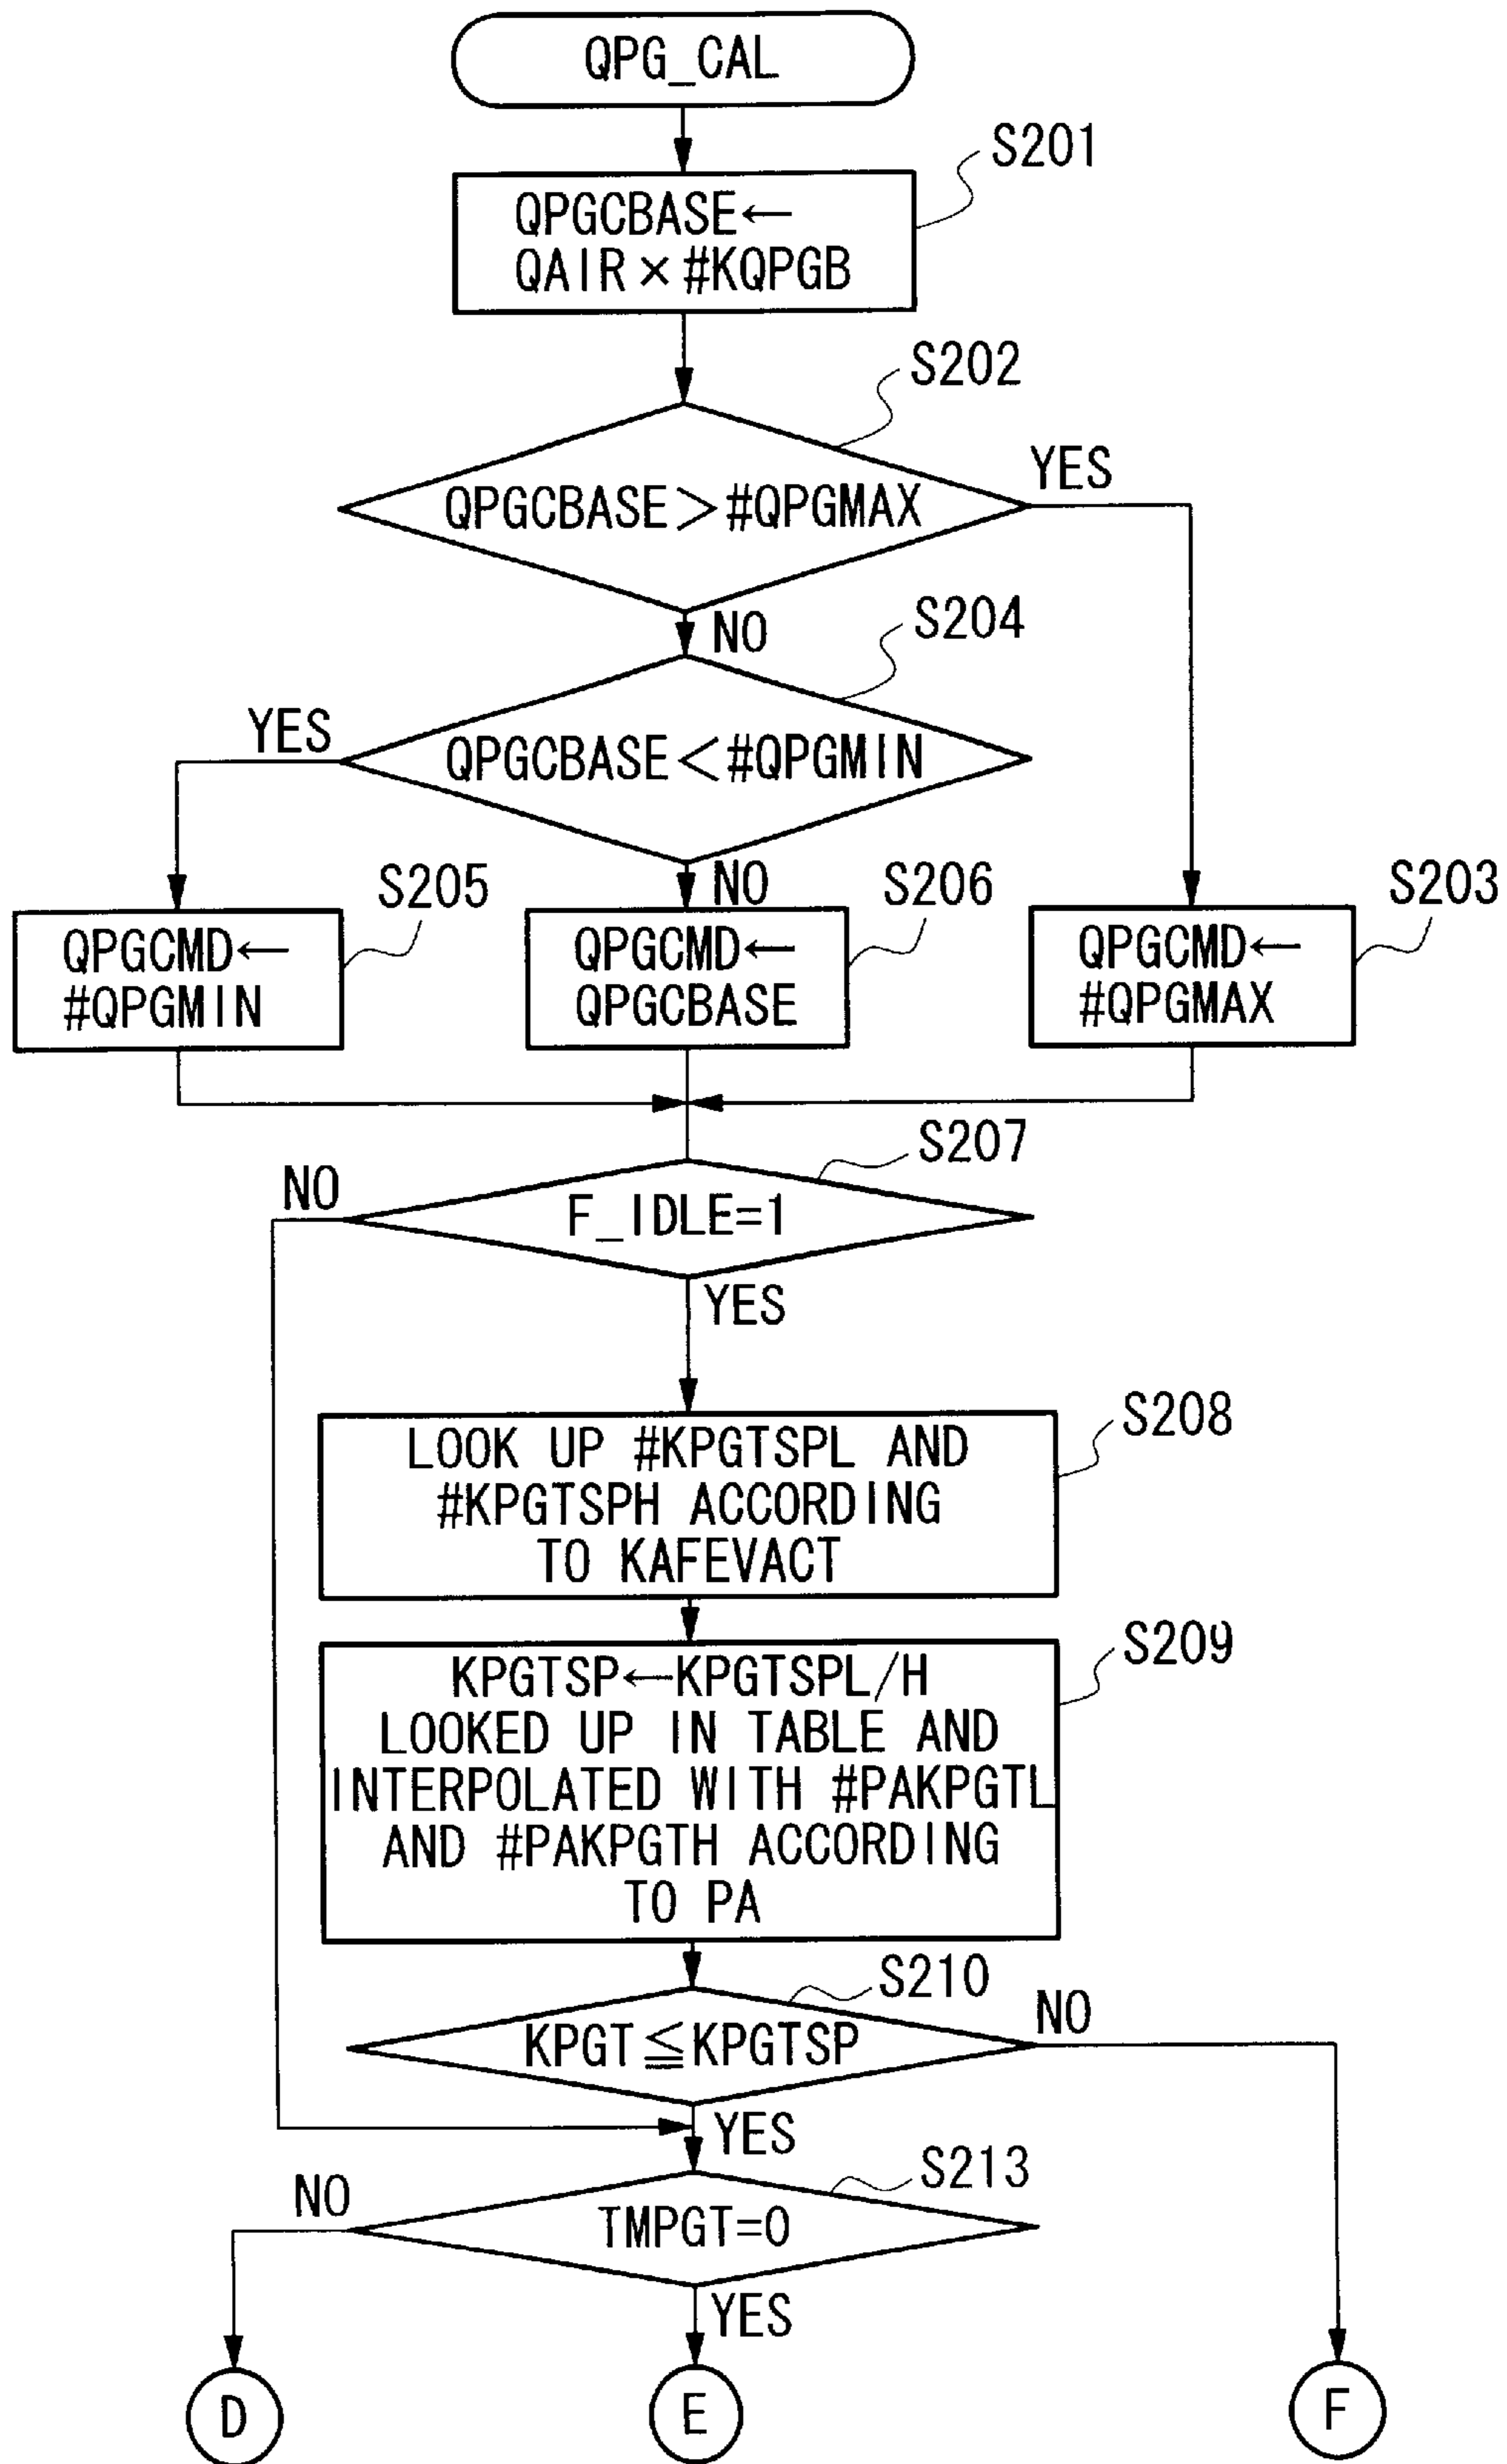 QPG_CAL
S201
QPGCBASE←
QAIR×#KQPGB
S202
QPGCBASE>#QPGMAX
YES
NO
S204
YES
QPGCBASE<#QPGMIN
NO
S205
QPGCMD←
#QPGMIN
S206
QPGCMD←
QPGCBASE
S203
QPGCMD←
#QPGMAX
S207
NO
F_IDLE=1
YES
S208
LOOK UP #KPGTSPL AND
#KPGTSPH ACCORDING
TO KAFEVACT
S209
KPGTSP←KPGTSPL/H
LOOKED UP IN TABLE AND
INTERPOLATED WITH #PAKPGTL
AND #PAKPGTH ACCORDING
TO PA
S210
KPGT≦KPGTSP
NO
YES
S213
NO
TMPGT=0
YES
D
E
F